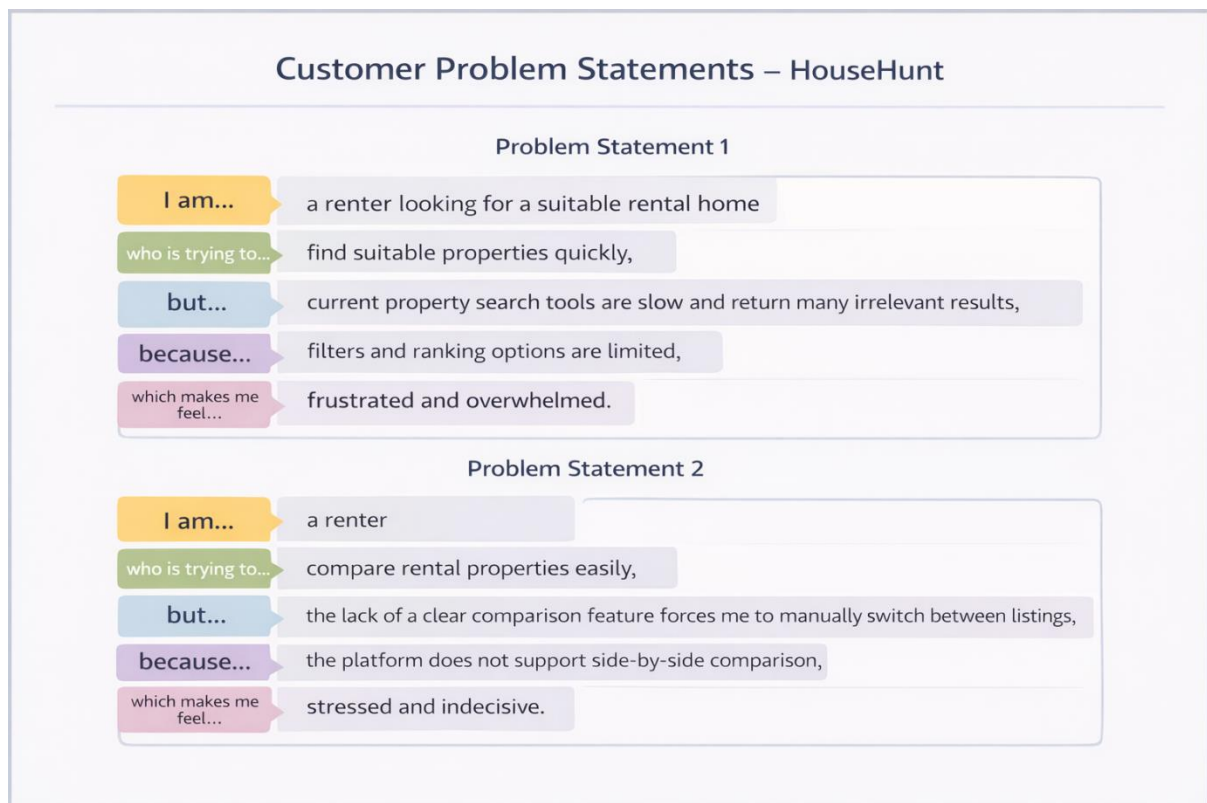 Customer Problem Statements – HouseHunt
Problem Statement 1
I am...
a renter looking for a suitable rental home
who is trying to...
find suitable properties quickly,
but...
current property search tools are slow and return many irrelevant results,
because...
filters and ranking options are limited,
which makes me
feel...
frustrated and overwhelmed.
Problem Statement 2
I am...
a renter
who is trying to...
compare rental properties easily,
but...
the lack of a clear comparison feature forces me to manually switch between listings,
because...
the platform does not support side-by-side comparison,
which makes me
feel...
stressed and indecisive.